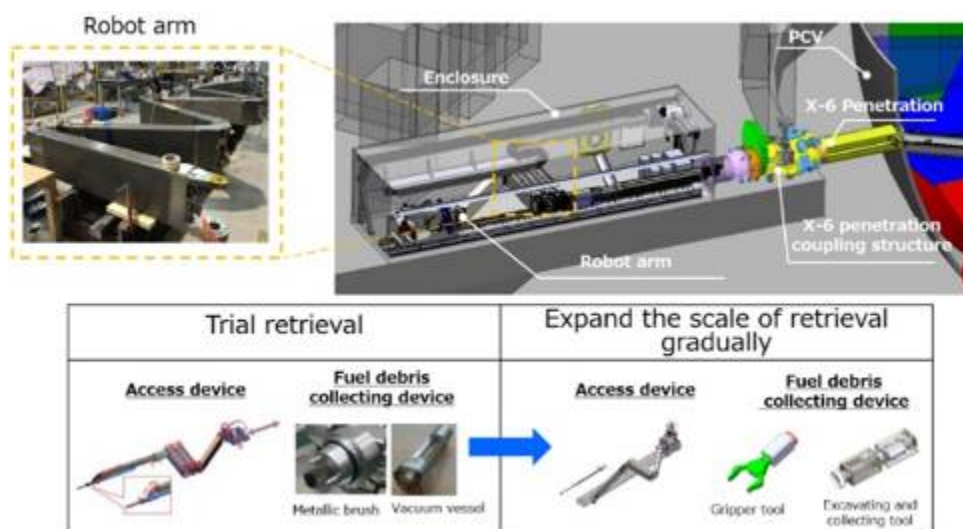 Robot arm
PCV
Enclosure
X-6 Penetration
X-6 penetration
coupling structure
Robot arm
Trial retrieval
Expand the scale of retrieval
gradually
Access device
Fuel debris
collecting device
Access device
Fuel debris
collecting device
Metallic brush
Vacuum vessel
Gripper tool
Excavating and
collecting tool